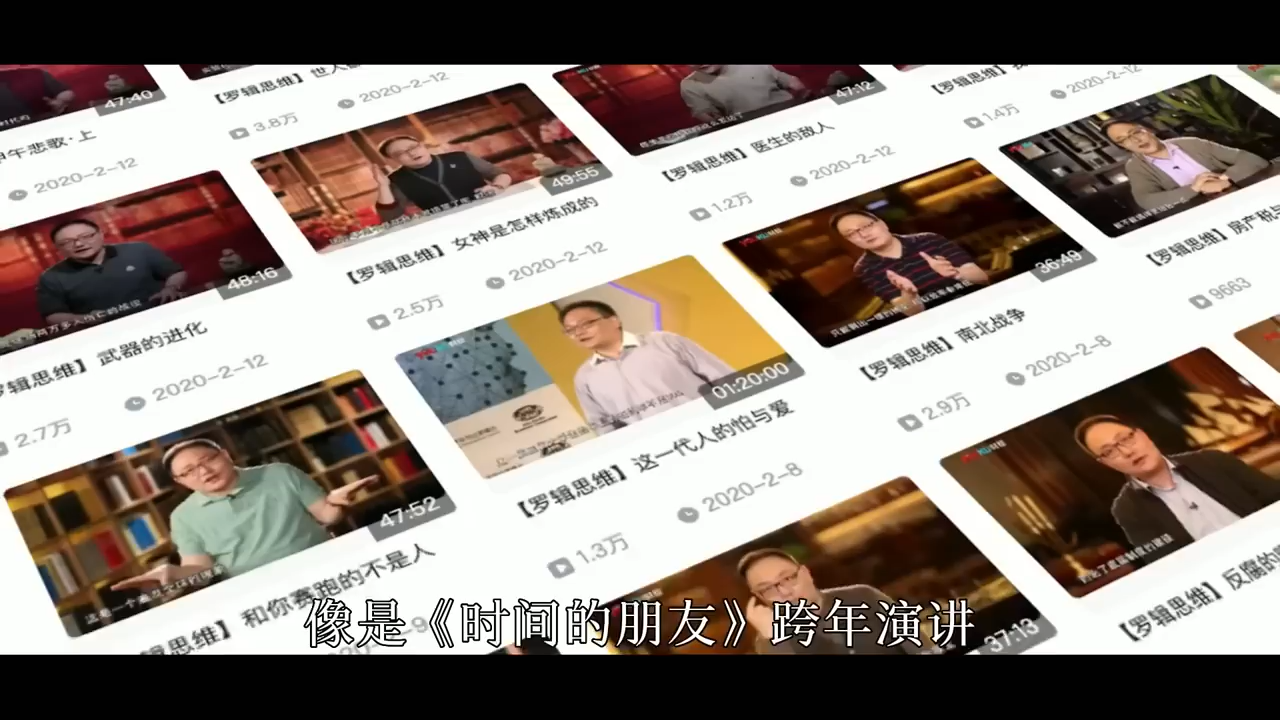 47:40
【罗辑思维】世人
2020-2-12
3.8万
甲午悲歌·上
2020-2-12
47:12
【罗辑思维】医生的敌人
2020-2-12
1.2万
【罗辑思维】
2020-2-12
1.4万
49:55
【罗辑思维】女神是怎样炼成的
2020-2-12
2.5万
48:16
罗辑思维】武器的进化
2020-2-12
2.7万
01:20:00
【罗辑思维】这一代人的怕与爱
2020-2-8
1.3万
36:49
【罗辑思维】南北战争
2020-2-8
2.9万
【罗辑思维】房产税与
9663
47:52
辑思维】和你赛跑的不是人
37:13
【罗辑思维】反腐的
像是《时间的朋友》跨年演讲